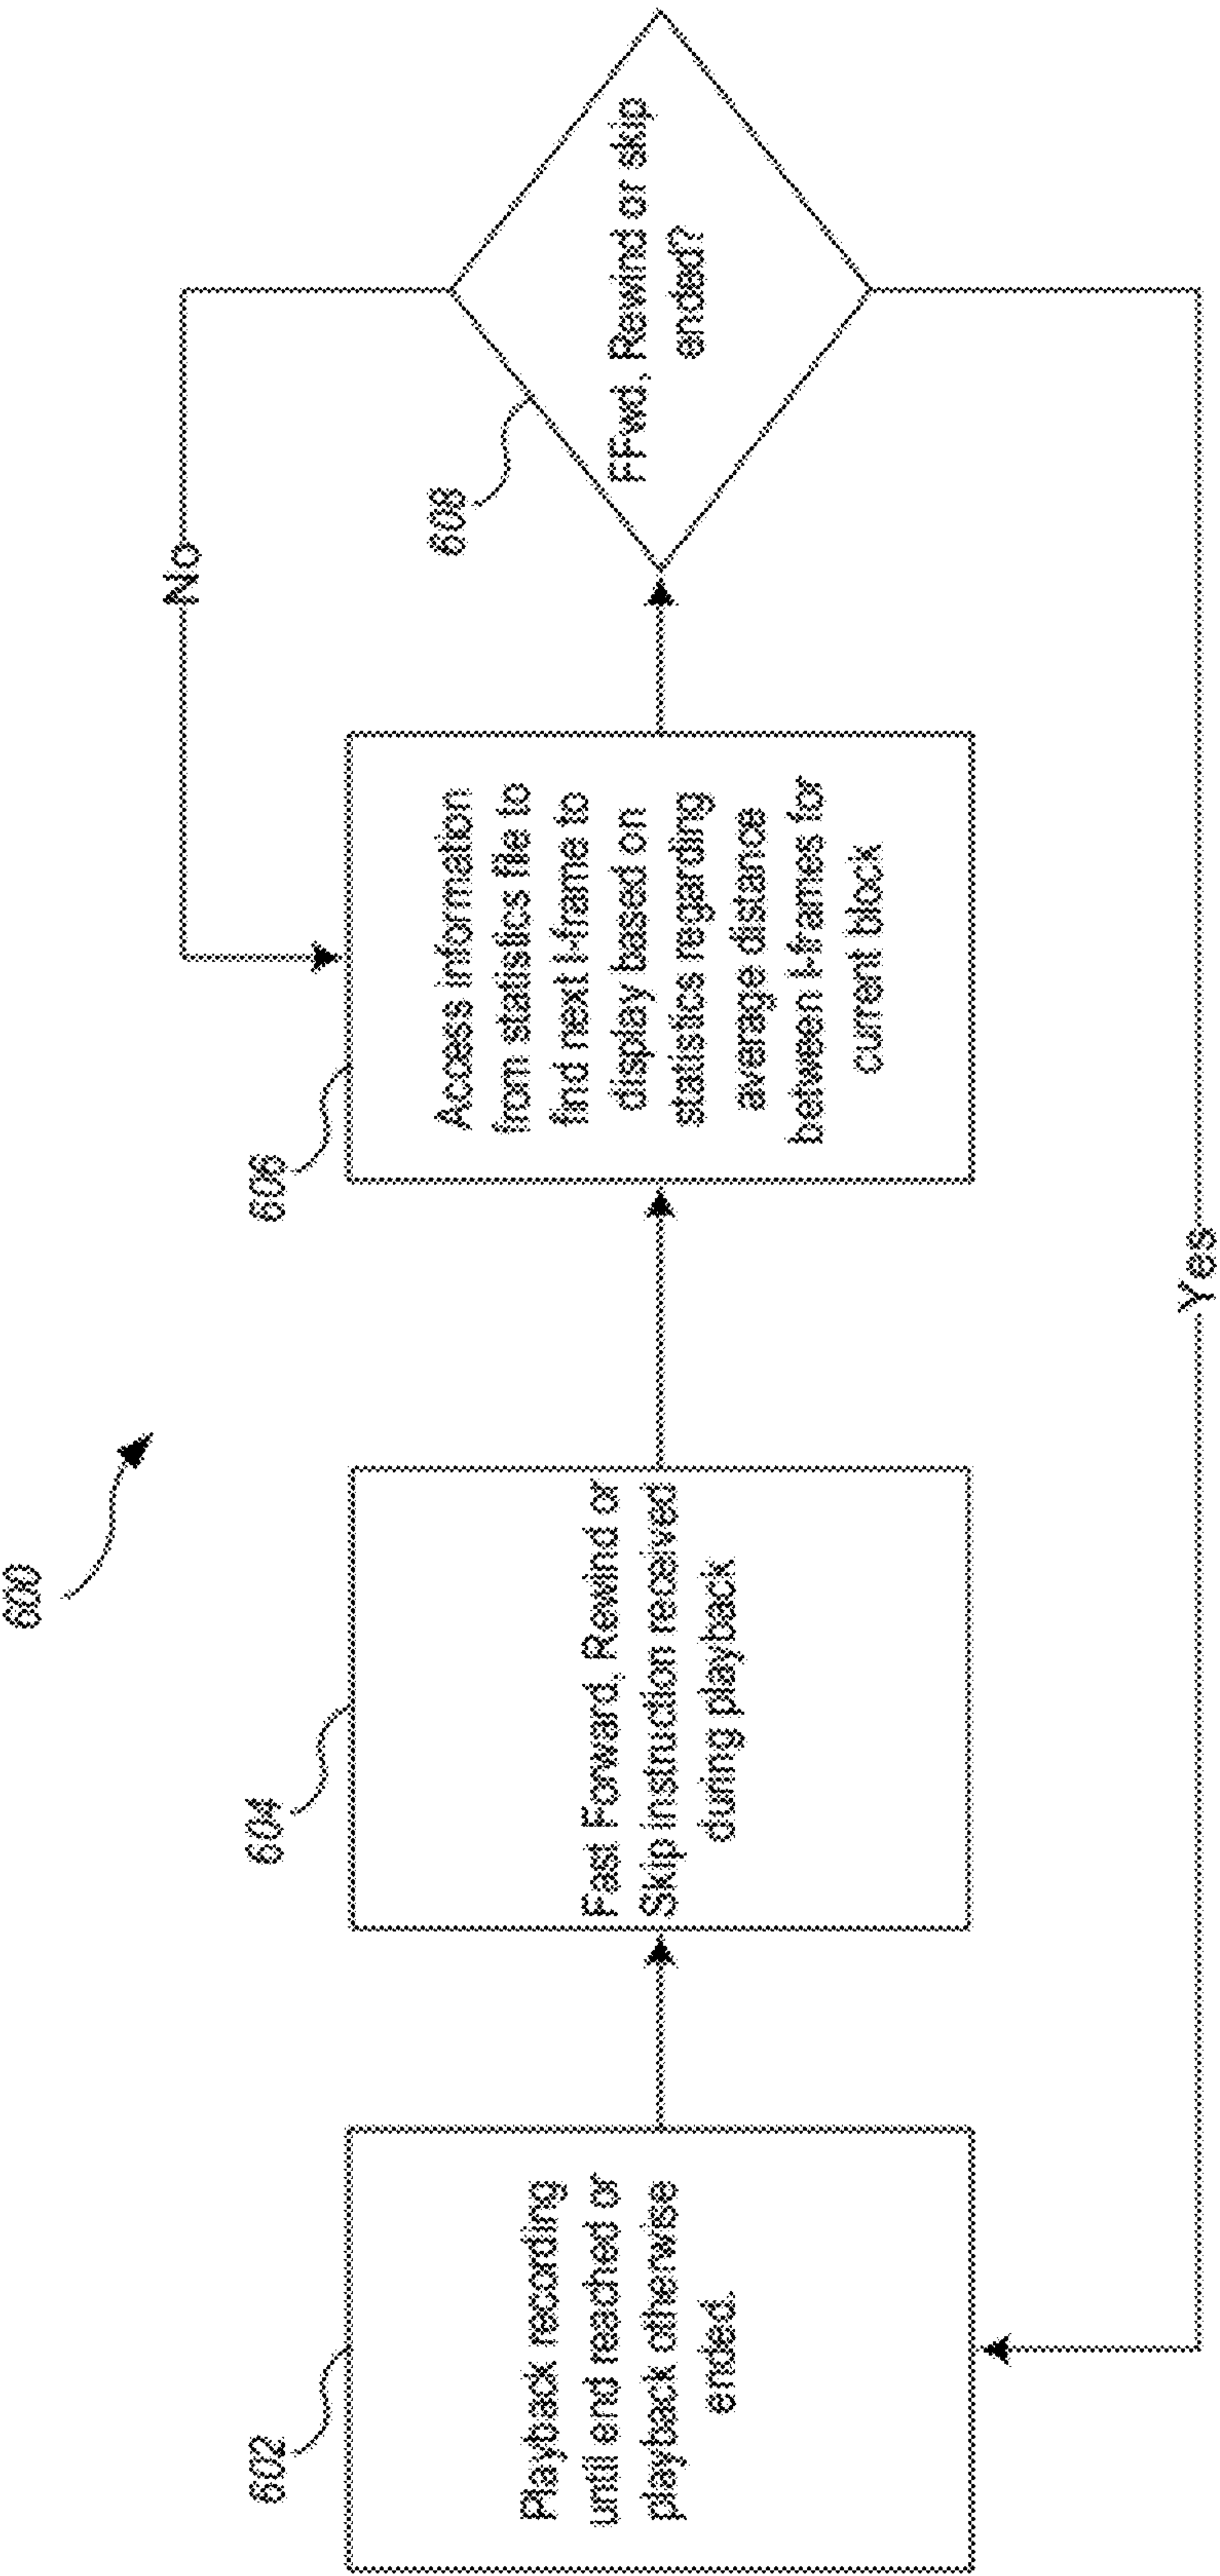 600
602
Playback recording
until end reached or
playback otherwise
ended.
604
Fast Forward, Rewind or
Skip instruction received
during playback
606
Access information
from statistics file to
find next I-frame to
display based on
statistics regarding
average distance
between I-frames for
current block
608
FFwd, Rewind or skip
ended?
No
Yes